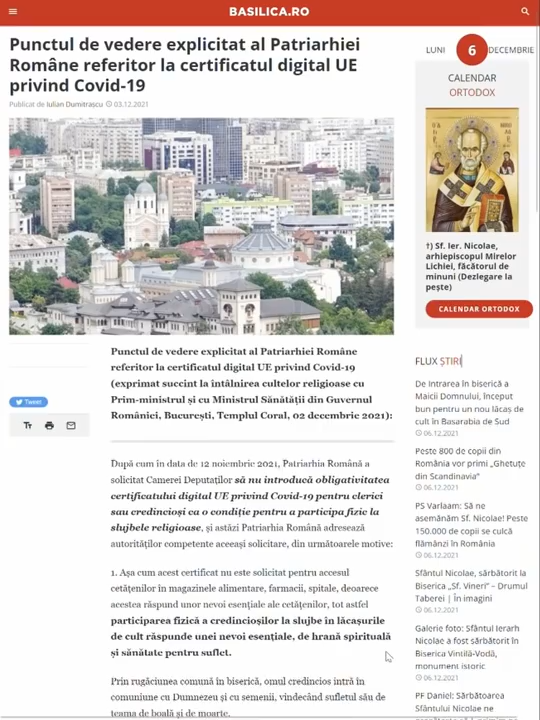 BASILICA.RO
Punctul de vedere explicitat al Patriarhiei
Române referitor la certificatul digital UE
privind Covid-19
Publicat de Iulian Dumitrașcu 03.12.2021
LUNI 6 DECEMBRIE
CALENDAR
ORTODOX
†) Sf. Ier. Nicolae,
arhiepiscopul Mirelor
Lichiei, făcătorul de
minuni (Dezlegare la
pește)
CALENDAR ORTODOX
Punctul de vedere explicitat al Patriarhiei Române
referitor la certificatul digital UE privind Covid-19
(exprimat succint la întâlnirea cultelor religioase cu
Prim-ministrul și cu Ministrul Sănătății din Guvernul
României, București, Templul Coral, 02 decembrie 2021):
Tweet
După cum în data de 12 noiembrie 2021, Patriarhia Română a
solicitat Camerei Deputaților să nu introducă obligativitatea
certificatului digital UE privind Covid-19 pentru clerici
sau credincioși ca o condiție pentru a participa fizic la
slujbele religioase, și astăzi Patriarhia Română adresează
autorităților competente aceeași solicitare, din următoarele motive:
1. Așa cum acest certificat nu este solicitat pentru accesul
cetățenilor în magazinele alimentare, farmacii, spitale, deoarece
acestea răspund unor nevoi esențiale ale cetățenilor, tot astfel
participarea fizică a credincioșilor la slujbe în lăcașurile
de cult răspunde unei nevoi esențiale, de hrană spirituală
și sănătate pentru suflet.
Prin rugăciunea comună în biserică, omul credincios intră în
comuniune cu Dumnezeu și cu semenii, vindecând sufletul său de
teama de boală și de moarte.
FLUX ȘTIRI
De Intrarea în biserică a
Maicii Domnului, început
bun pentru un nou lăcaș de
cult în Basarabia de Sud
06.12.2021
Peste 800 de copii din
România vor primi „Ghetuțe
din Scandinavia”
06.12.2021
PS Varlaam: Să ne
asemănăm Sf. Nicolae! Peste
150.000 de copii se culcă
flămânzi în România
06.12.2021
Sfântul Nicolae, sărbătorit la
Biserica „Sf. Vineri” – Drumul
Taberei | În imagini
06.12.2021
Galerie foto: Sfântul Ierarh
Nicolae a fost sărbătorit în
Biserica Vintilă-Vodă,
monument istoric
06.12.2021
PF Daniel: Sărbătoarea
Sfântului Nicolae ne